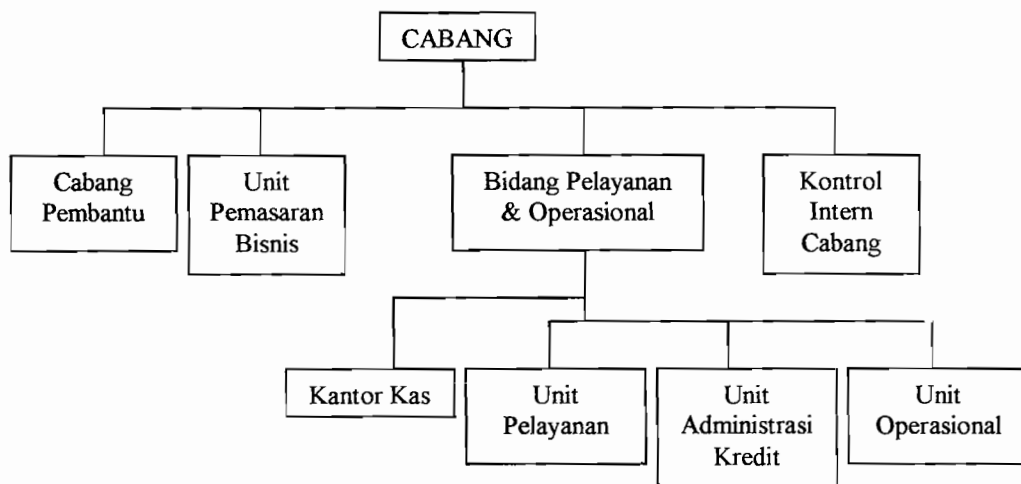 CABANG
Cabang
Pembantu
Unit
Pemasaran
Bisnis
Bidang Pelayanan
& Operasional
Kontrol
Intern
Cabang
Kantor Kas
Unit
Pelayanan
Unit
Administrasi
Kredit
Unit
Operasional